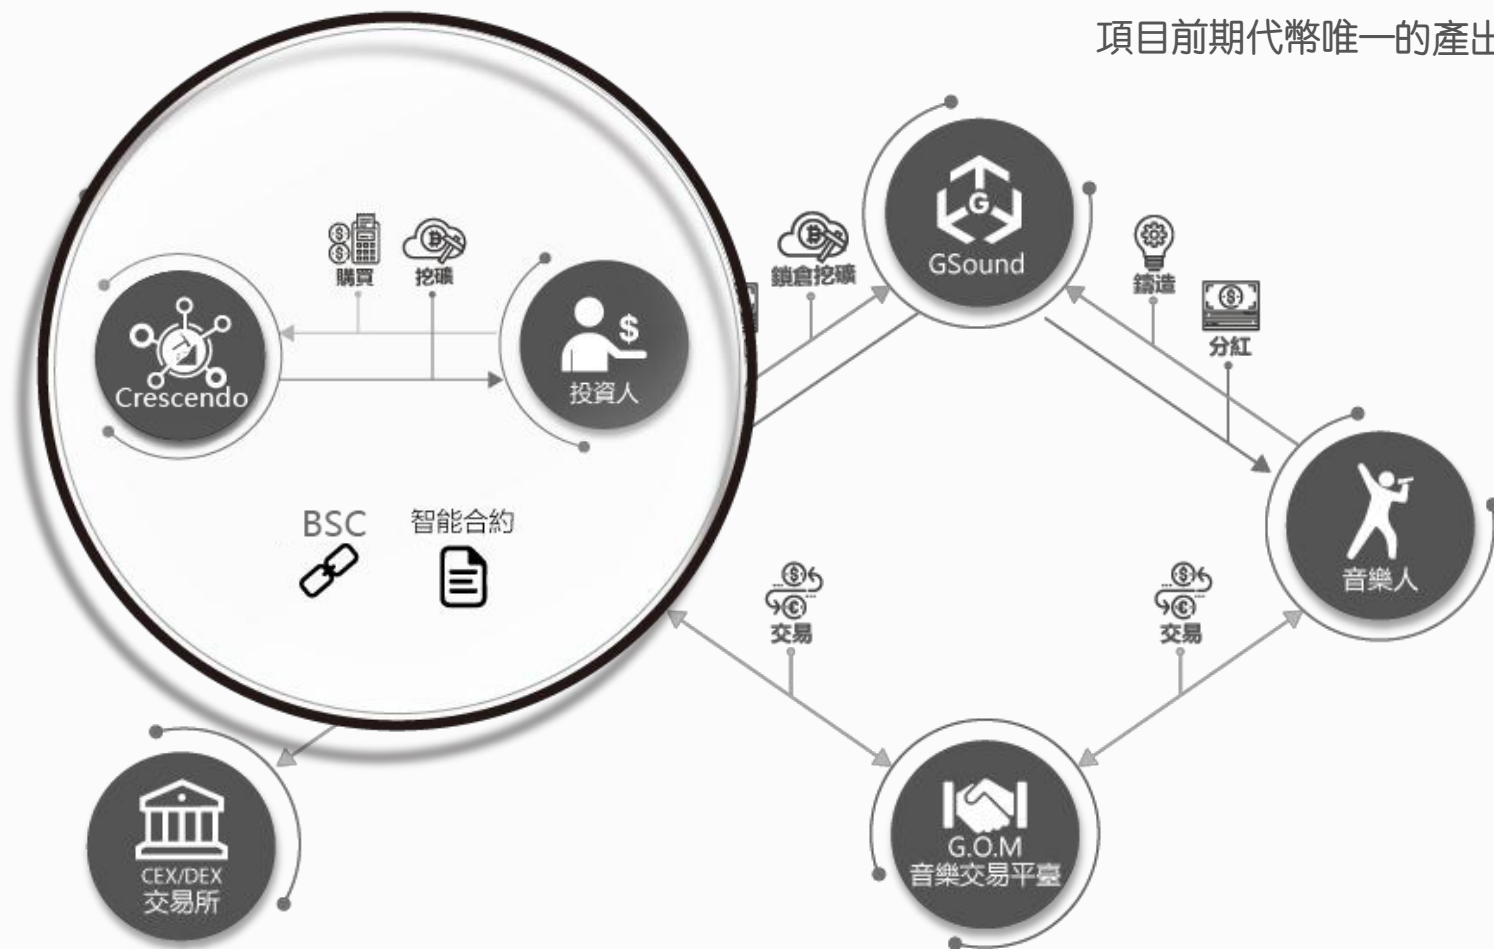 項目前期代幣唯一的產出
G
GSound
購買
挖礦
鎖倉挖礦
鑄造
分紅
Crescendo
投資人
BSC
智能合約
音樂人
交易
交易
CEX/DEX
交易所
G.O.M
音樂交易平臺